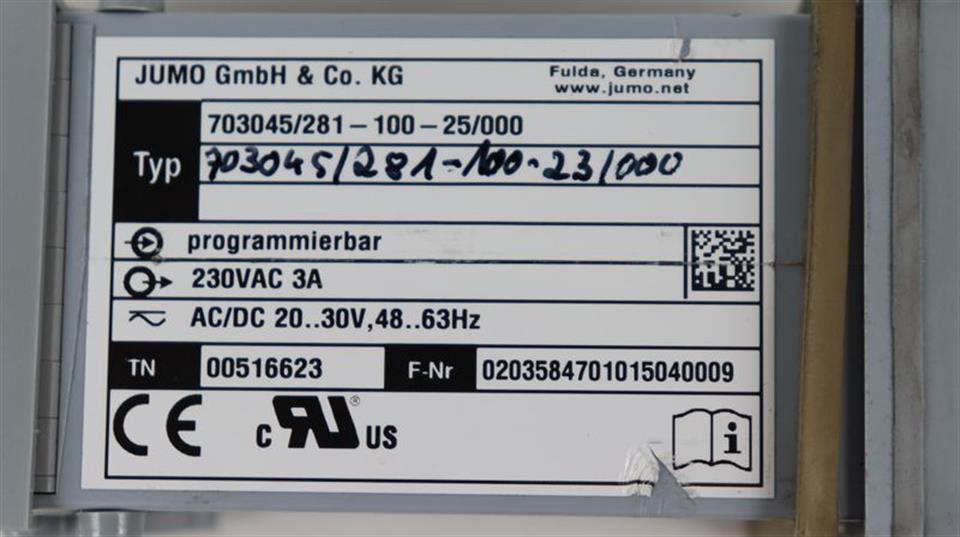 JUMO GmbH & Co. KG
Fulda, Germany
www.jumo.net
Typ
703045/281-100-25/000
703045/281-100-23/000
programmierbar
230VAC 3A
AC/DC 20..30V,48..63Hz
TN 00516623 F-Nr 0203584701015040009
CE c RU® US i